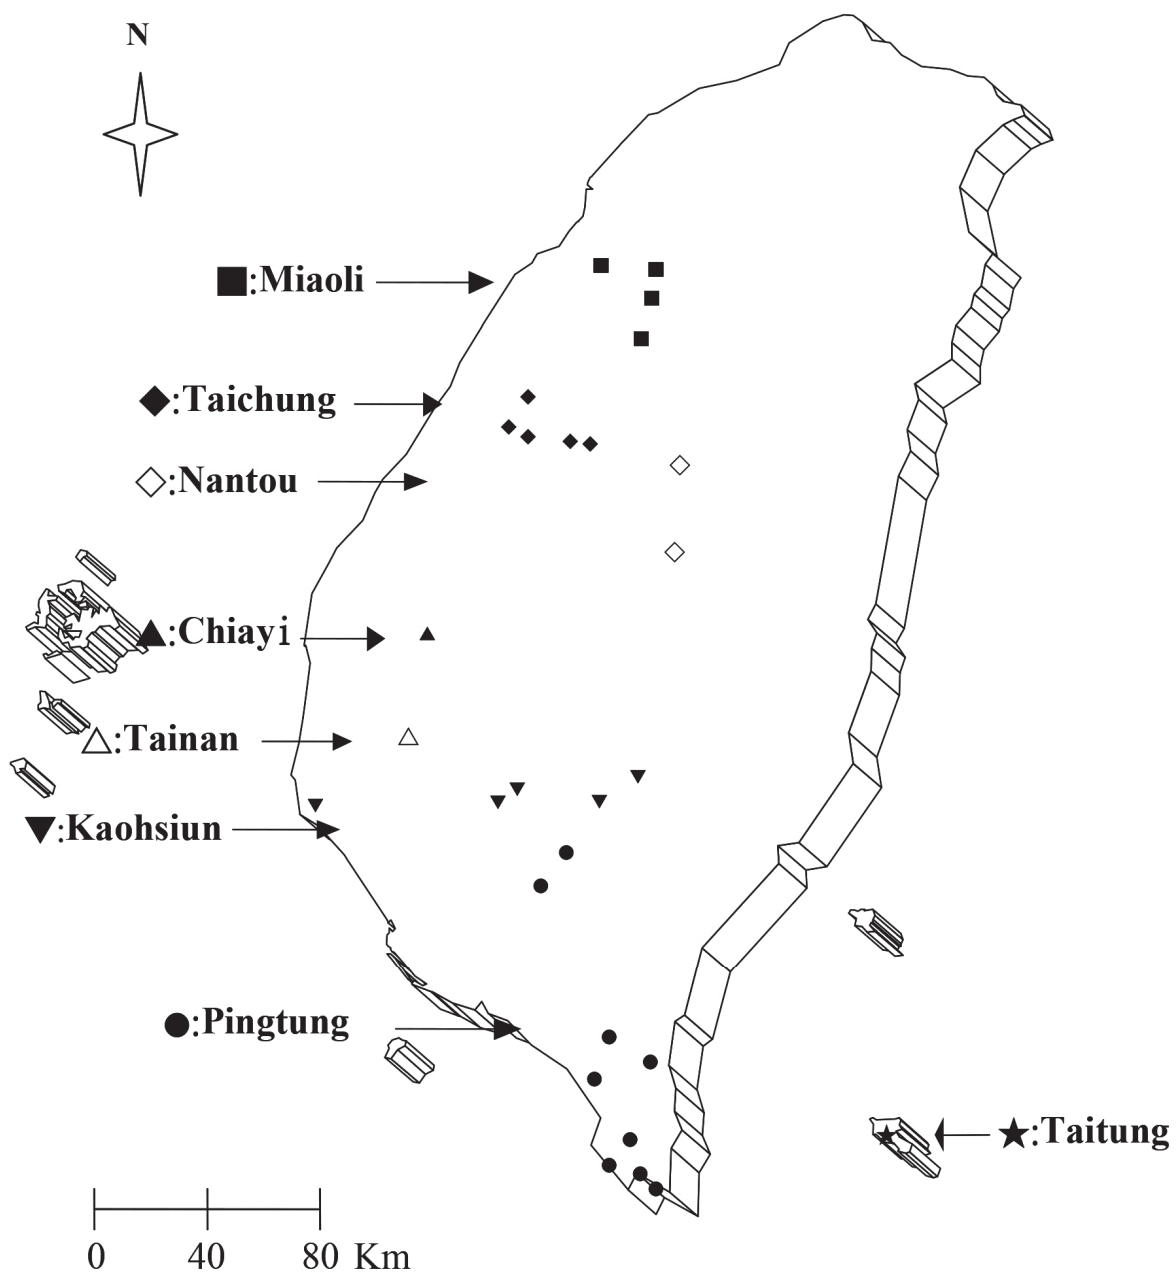 N
■:Miaoli
◆:Taichung
◇:Nantou
▲:Chiayi
△:Tainan
▼:Kaohsiun
●:Pingtung
★:Taitung
0 40 80 Km